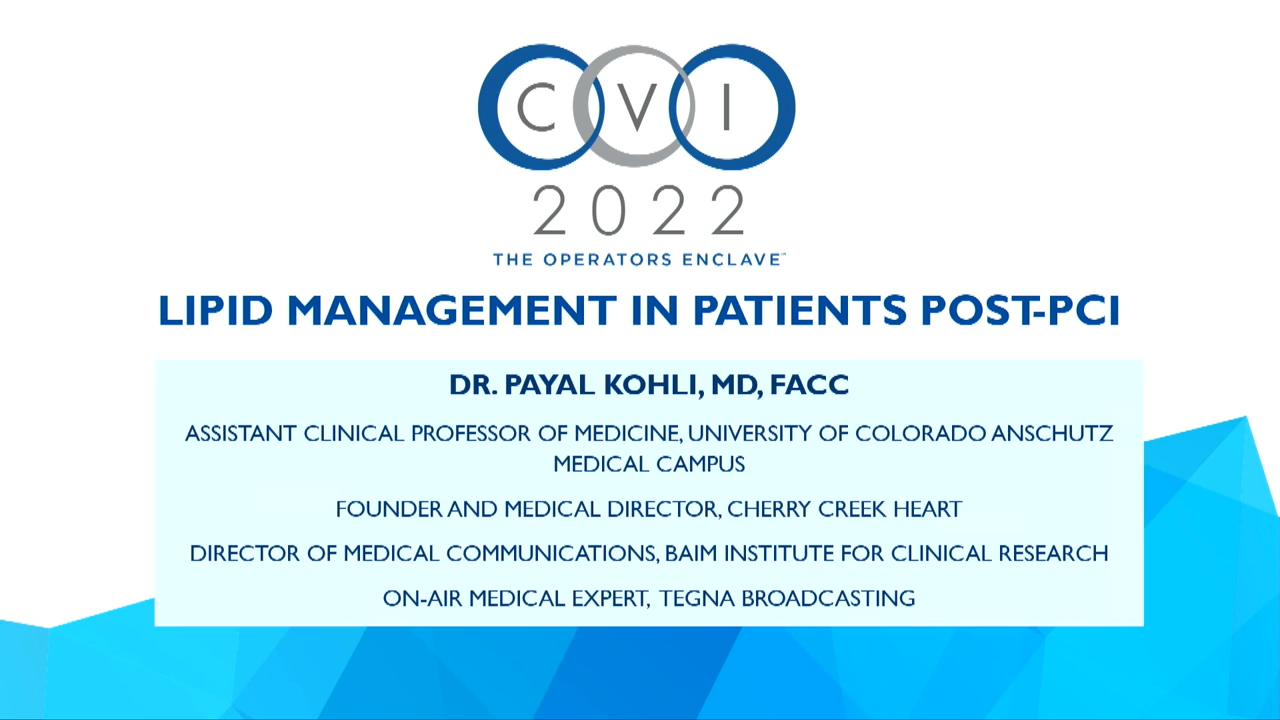 C V I
2022
THE OPERATORS ENCLAVE™
LIPID MANAGEMENT IN PATIENTS POST-PCI
DR. PAYAL KOHLI, MD, FACC
ASSISTANT CLINICAL PROFESSOR OF MEDICINE, UNIVERSITY OF COLORADO ANSCHUTZ
MEDICAL CAMPUS
FOUNDER AND MEDICAL DIRECTOR, CHERRY CREEK HEART
DIRECTOR OF MEDICAL COMMUNICATIONS, BAIM INSTITUTE FOR CLINICAL RESEARCH
ON-AIR MEDICAL EXPERT, TEGNA BROADCASTING